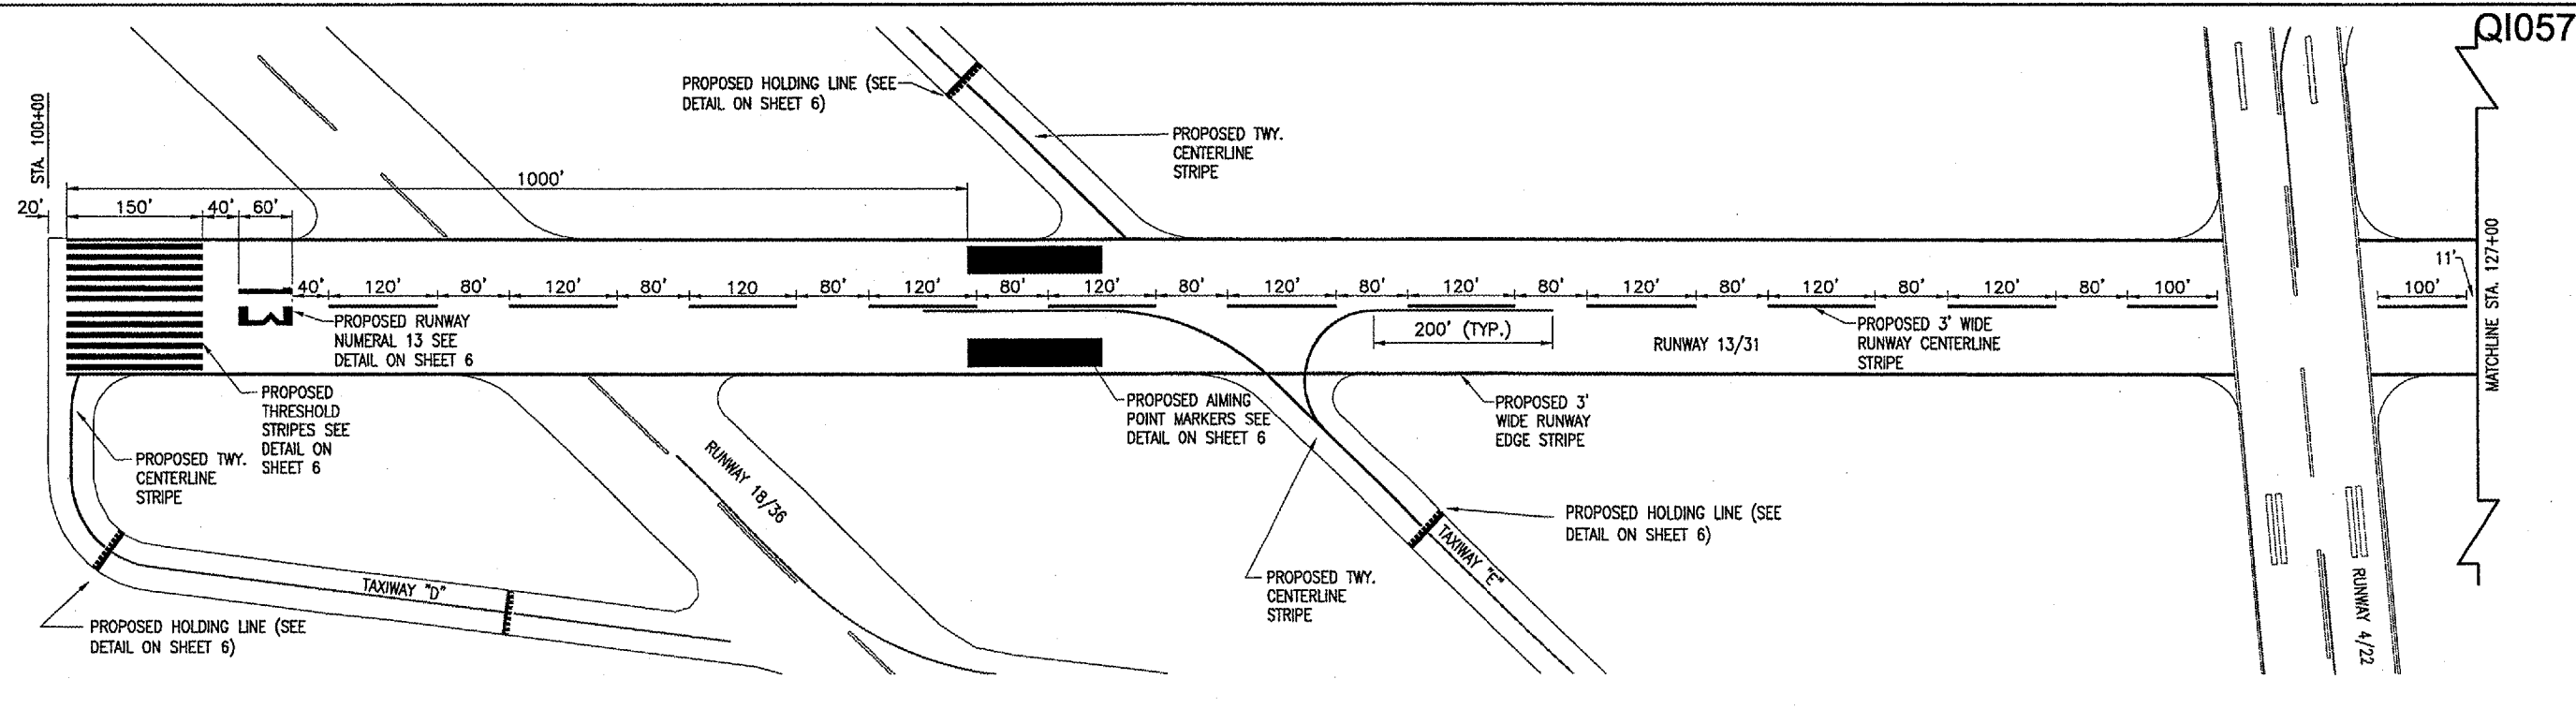 QI057
STA. 100+00
PROPOSED HOLDING LINE (SEE
DETAIL ON SHEET 6)
PROPOSED TWY.
CENTERLINE
STRIPE
1000'
20'
150'
40'
60'
40'
120'
80'
120'
80'
120
80'
120'
80'
120'
80'
120'
80'
120'
80'
120'
80'
120'
80'
120'
80'
100'
100'
11'
MATCHLINE STA. 127+00
PROPOSED RUNWAY
NUMERAL 13 SEE
DETAIL ON SHEET 6
200' (TYP.)
RUNWAY 13/31
PROPOSED 3' WIDE
RUNWAY CENTERLINE
STRIPE
PROPOSED
THRESHOLD
STRIPES SEE
DETAIL ON
SHEET 6
PROPOSED AIMING
POINT MARKERS SEE
DETAIL ON SHEET 6
PROPOSED 3'
WIDE RUNWAY
EDGE STRIPE
PROPOSED TWY.
CENTERLINE
STRIPE
RUNWAY 18/36
PROPOSED HOLDING LINE (SEE
DETAIL ON SHEET 6)
TAXIWAY "E"
TAXIWAY "D"
PROPOSED TWY.
CENTERLINE
STRIPE
RUNWAY 4/22
PROPOSED HOLDING LINE (SEE
DETAIL ON SHEET 6)